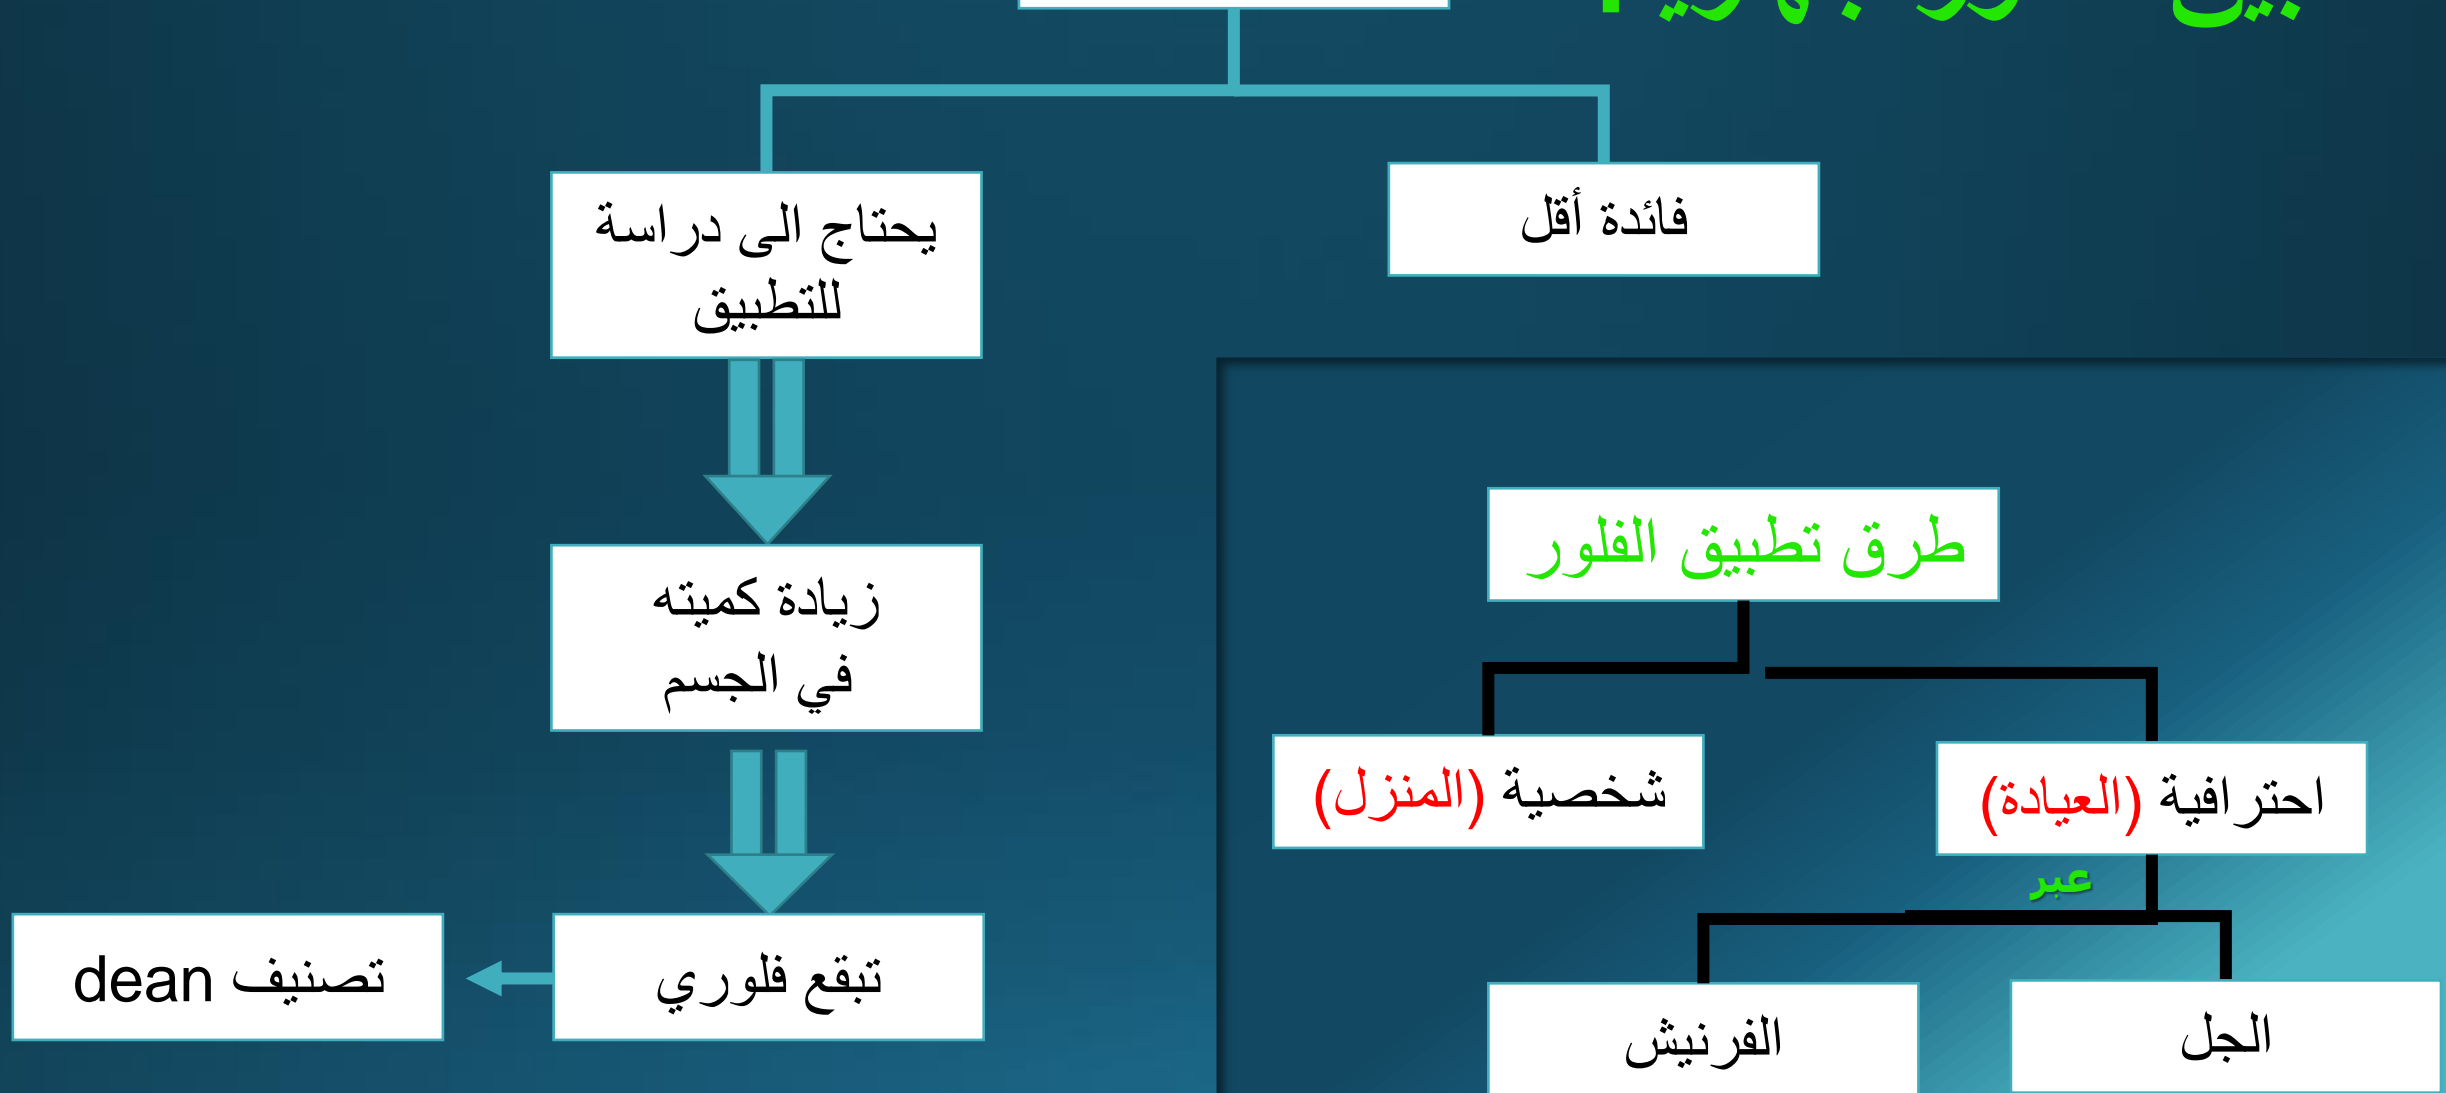 فائدة أقل
يحتاج الى دراسة
للتطبيق
زيادة كميته
في الجسم
تبقع فلوري
تصنيف dean
طرق تطبيق الفلور
احترافية (العيادة)
شخصية (المنزل)
عبر
الجل
الفرنيش